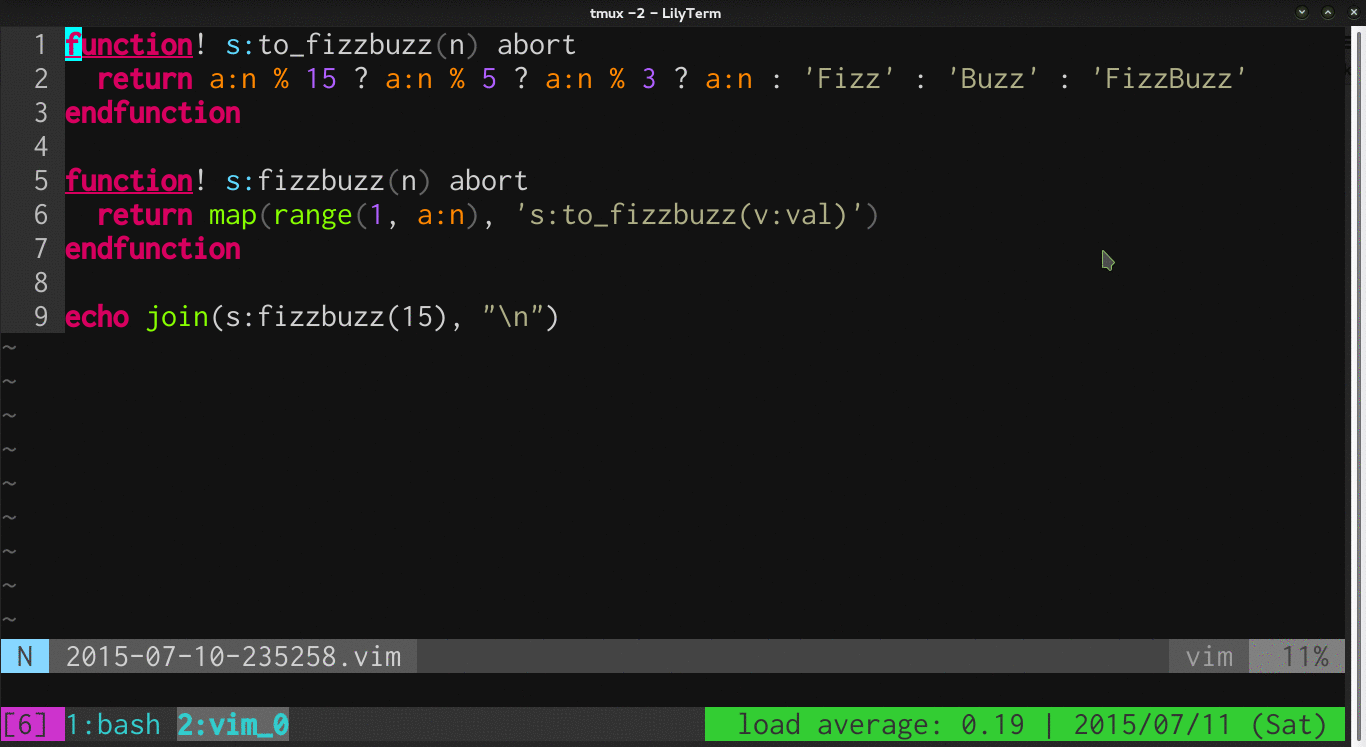 tmux -2 - LilyTerm
1 function! s:to_fizzbuzz(n) abort
2   return a:n % 15 ? a:n % 5 ? a:n % 3 ? a:n : 'Fizz' : 'Buzz' : 'FizzBuzz'
3 endfunction
4
5 function! s:fizzbuzz(n) abort
6   return map(range(1, a:n), 's:to_fizzbuzz(v:val)')
7 endfunction
8
9 echo join(s:fizzbuzz(15), "\n")
~
~
~
~
~
~
~
~
~
N 2015-07-10-235258.vim vim 11%
[6] 1:bash 2:vim_0 load average: 0.19 | 2015/07/11 (Sat)